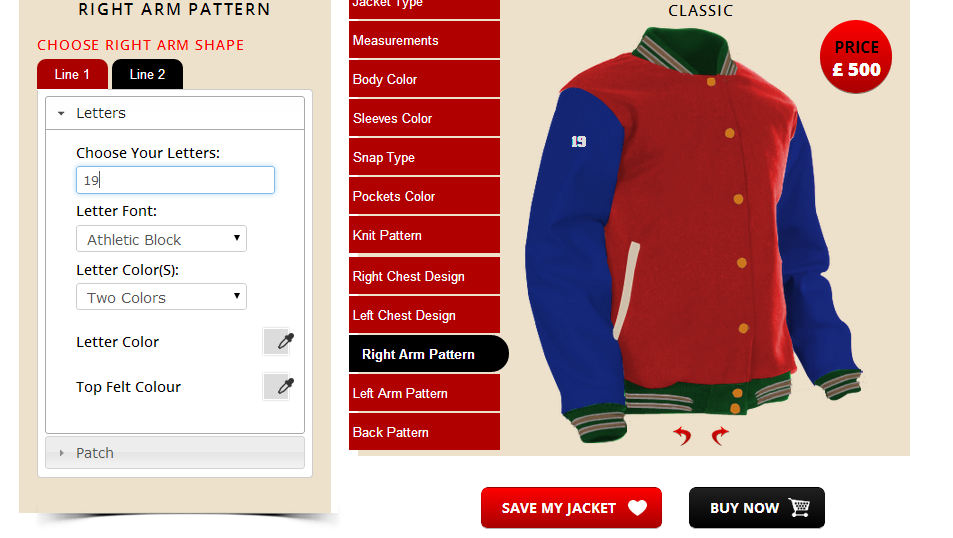 RIGHT ARM PATTERN
CHOOSE RIGHT ARM SHAPE
Line 1
Line 2
Letters
Choose Your Letters:
19
Letter Font:
Athletic Block
Letter Color(S):
Two Colors
Letter Color
Top Felt Colour
Patch
Jacket Type
Measurements
Body Color
Sleeves Color
Snap Type
Pockets Color
Knit Pattern
Right Chest Design
Left Chest Design
Right Arm Pattern
Left Arm Pattern
Back Pattern
CLASSIC
PRICE
£ 500
19
SAVE MY JACKET
BUY NOW